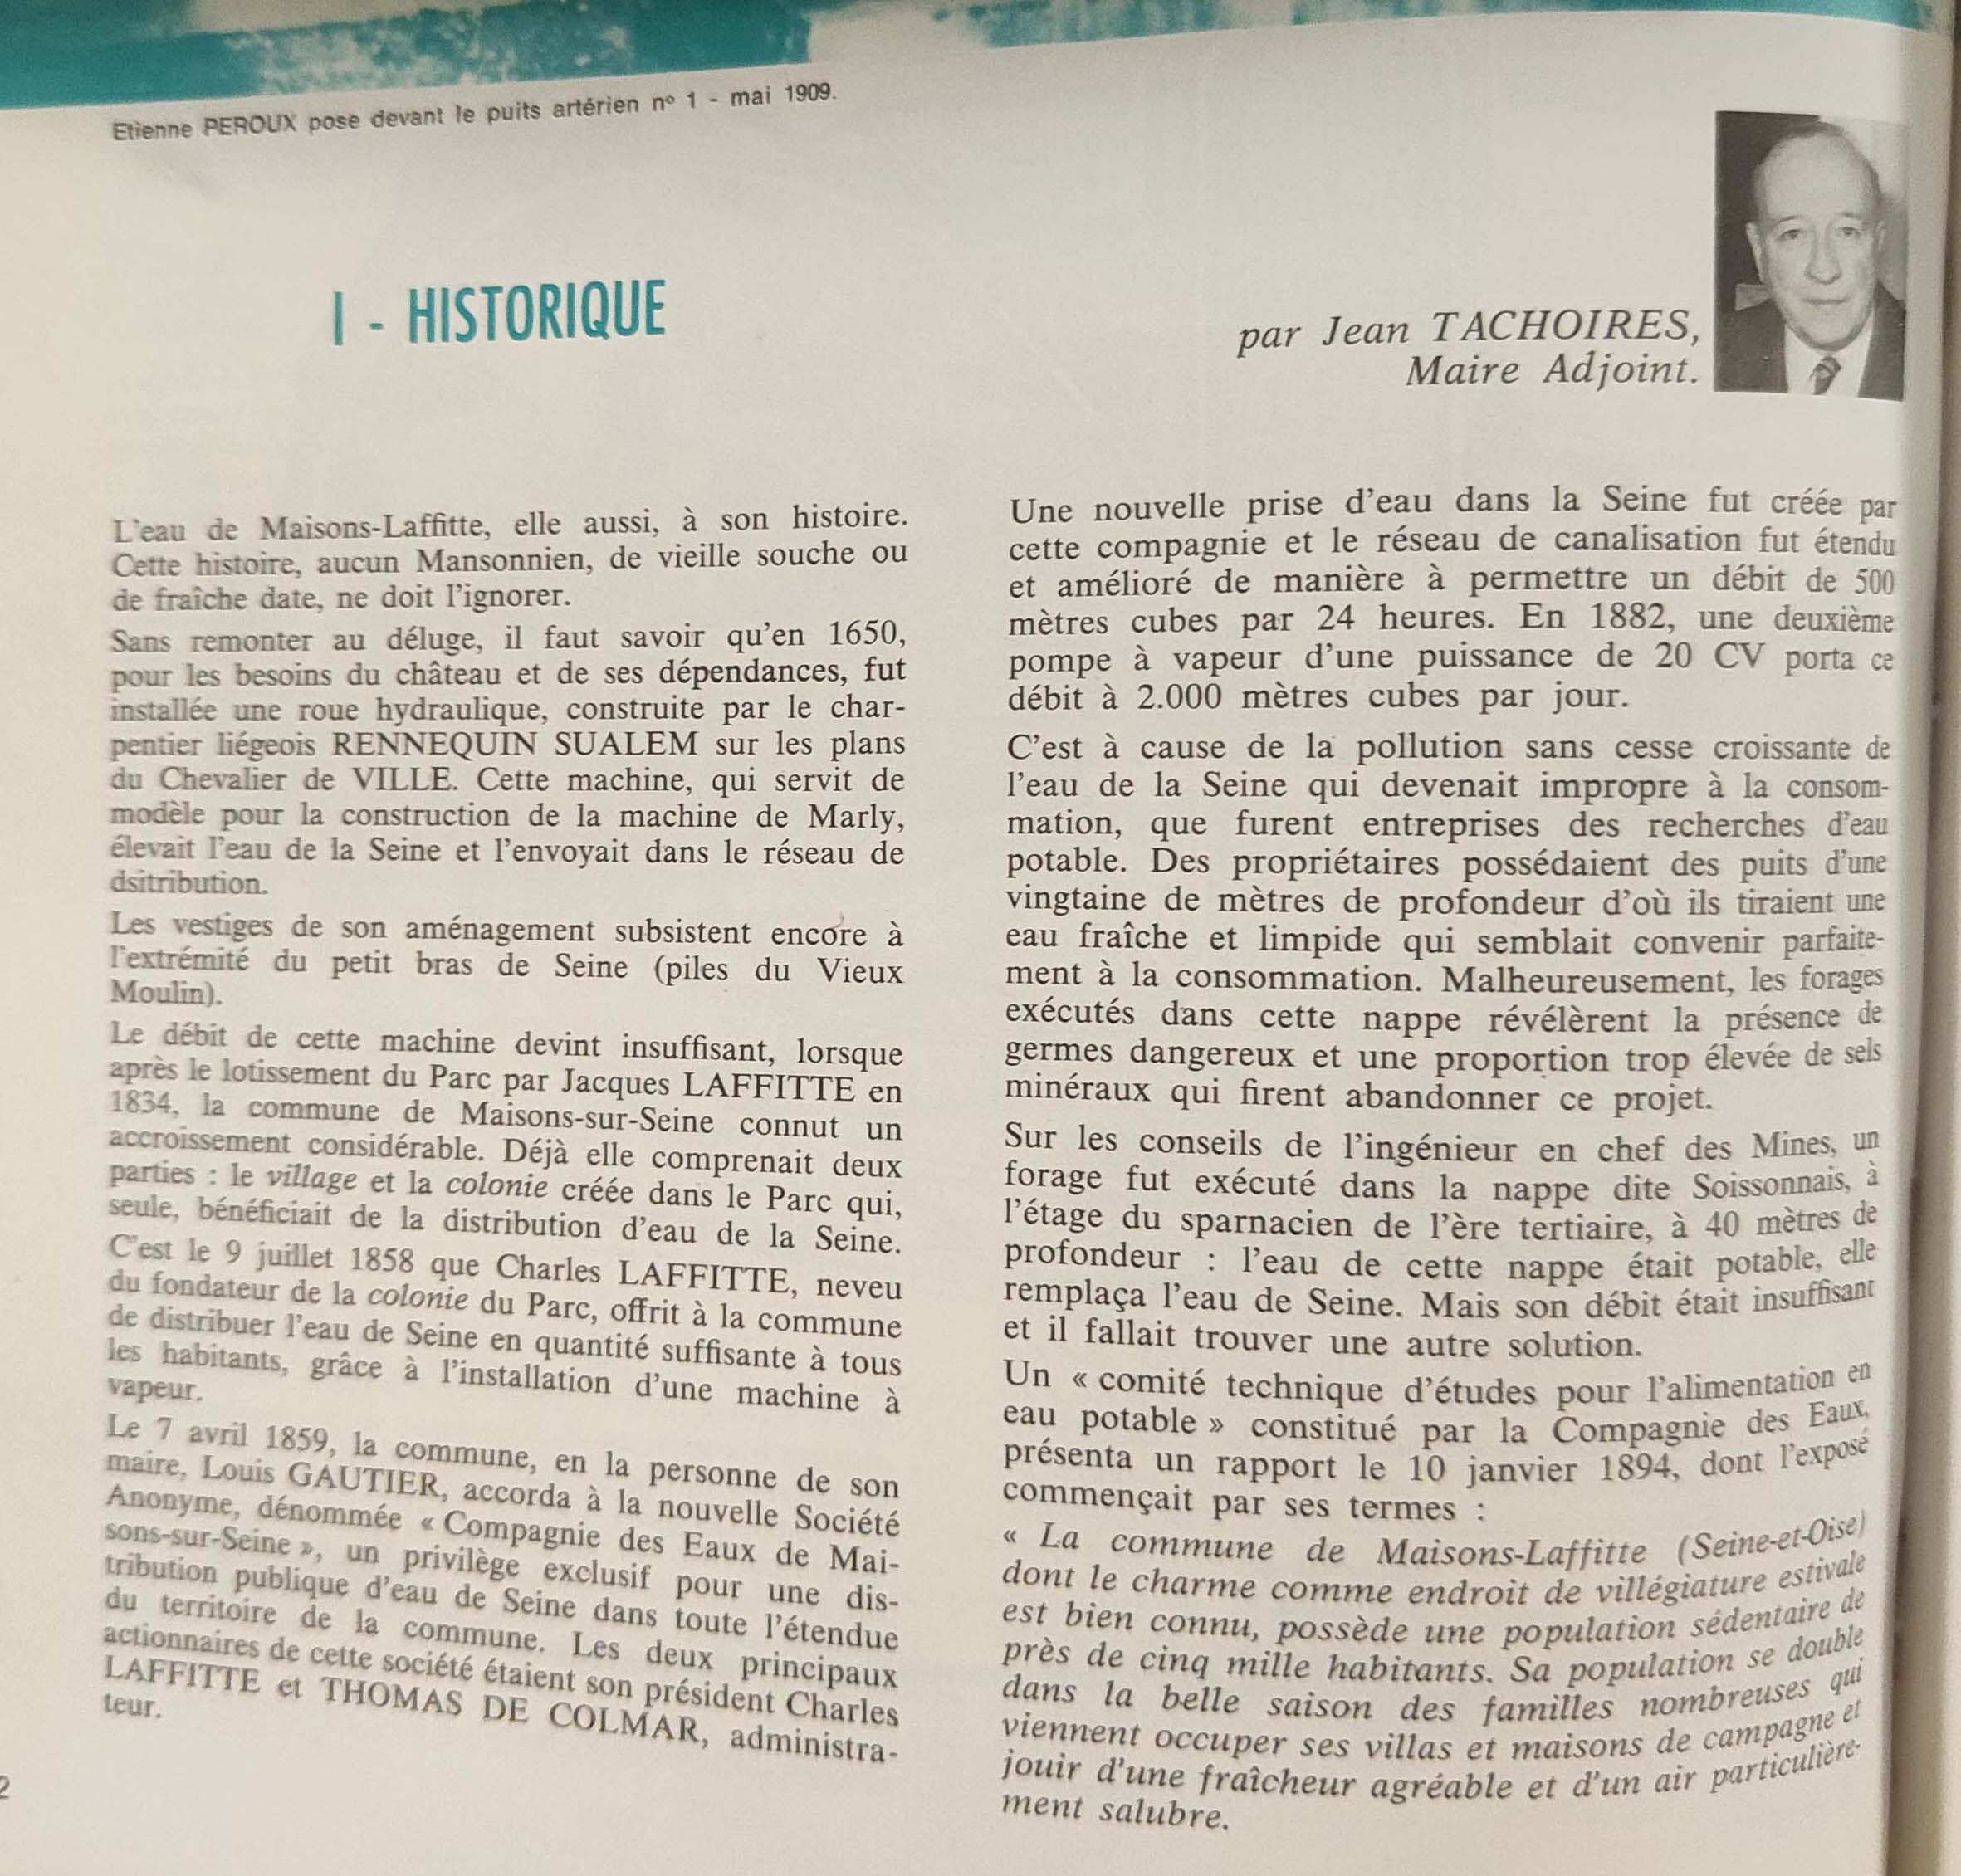 Etienne PEROUX pose devant le puits artérien nº 1 - mai 1909.
I - HISTORIQUE
par Jean TACHOIRES,
Maire Adjoint.
L'eau de Maisons-Laffitte, elle aussi, à son histoire.
Cette histoire, aucun Mansonnien, de vieille souche ou
de fraîche date, ne doit l'ignorer.
Sans remonter au déluge, il faut savoir qu'en 1650,
pour les besoins du château et de ses dépendances, fut
installée une roue hydraulique, construite par le char-
pentier liégeois RENNEQUIN SUALEM sur les plans
du Chevalier de VILLE. Cette machine, qui servit de
modèle pour la construction de la machine de Marly,
élevait l'eau de la Seine et l'envoyait dans le réseau de
dsitribution.
Les vestiges de son aménagement subsistent encore à
l'extrémité du petit bras de Seine (piles du Vieux
Moulin).
Le débit de cette machine devint insuffisant, lorsque
après le lotissement du Parc par Jacques LAFFITTE en
1834, la commune de Maisons-sur-Seine connut un
accroissement considérable. Déjà elle comprenait deux
parties : le village et la colonie créée dans le Parc qui,
seule, bénéficiait de la distribution d'eau de la Seine.
C'est le 9 juillet 1858 que Charles LAFFITTE, neveu
du fondateur de la colonie du Parc, offrit à la commune
de distribuer l'eau de Seine en quantité suffisante à tous
les habitants, grâce à l'installation d'une machine à
vapeur.
Le 7 avril 1859, la commune, en la personne de son
maire, Louis GAUTIER, accorda à la nouvelle Société
Anonyme, dénommée « Compagnie des Eaux de Mai-
sons-sur-Seine », un privilège exclusif pour une dis-
tribution publique d'eau de Seine dans toute l'étendue
du territoire de la commune. Les deux principaux
actionnaires de cette société étaient son président Charles
LAFFITTE et THOMAS DE COLMAR, administra-
teur.
Une nouvelle prise d'eau dans la Seine fut créée par
cette compagnie et le réseau de canalisation fut étendu
et amélioré de manière à permettre un débit de 500
mètres cubes par 24 heures. En 1882, une deuxième
pompe à vapeur d'une puissance de 20 CV porta ce
débit à 2.000 mètres cubes par jour.
C'est à cause de la pollution sans cesse croissante de
l'eau de la Seine qui devenait impropre à la consom-
mation, que furent entreprises des recherches d'eau
potable. Des propriétaires possédaient des puits d'une
vingtaine de mètres de profondeur d'où ils tiraient une
eau fraîche et limpide qui semblait convenir parfaite-
ment à la consommation. Malheureusement, les forages
exécutés dans cette nappe révélèrent la présence de
germes dangereux et une proportion trop élevée de sels
minéraux qui firent abandonner ce projet.
Sur les conseils de l'ingénieur en chef des Mines, un
forage fut exécuté dans la nappe dite Soissonnais, à
l'étage du sparnacien de l'ère tertiaire, à 40 mètres de
profondeur : l'eau de cette nappe était potable, elle
remplaça l'eau de Seine. Mais son débit était insuffisant
et il fallait trouver une autre solution.
Un « comité technique d'études pour l'alimentation en
eau potable » constitué par la Compagnie des Eaux,
présenta un rapport le 10 janvier 1894, dont l'exposé
commençait par ses termes :
« La commune de Maisons-Laffitte (Seine-et-Oise)
dont le charme comme endroit de villégiature estivale
est bien connu, possède une population sédentaire de
près de cinq mille habitants. Sa population se double
dans la belle saison des familles nombreuses qui
viennent occuper ses villas et maisons de campagne et
jouir d'une fraîcheur agréable et d'un air particulière-
ment salubre.
2